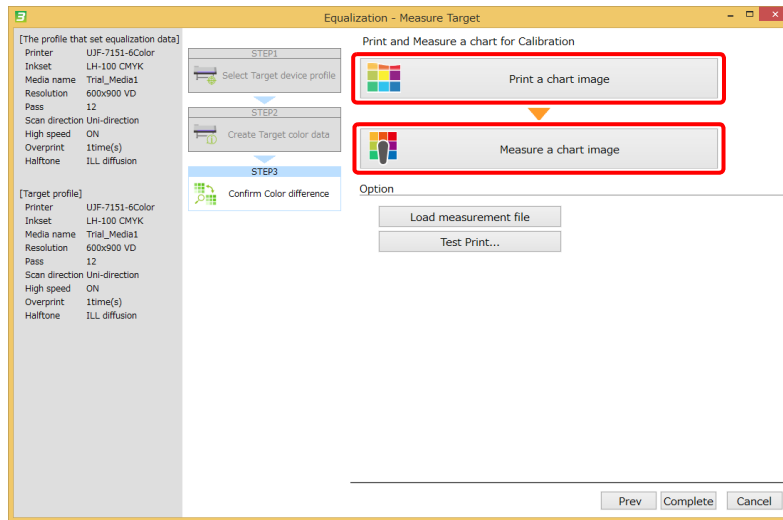 Equalization - Measure Target
[The profile that set equalization data]
Printer UJF-7151-6Color
Inkset LH-100 CMYK
Media name Trial_Media1
Resolution 600x900 VD
Pass 12
Scan direction Uni-direction
High speed ON
Overprint 1time(s)
Halftone ILL diffusion
[Target profile]
Printer UJF-7151-6Color
Inkset LH-100 CMYK
Media name Trial_Media1
Resolution 600x900 VD
Pass 12
Scan direction Uni-direction
High speed ON
Overprint 1time(s)
Halftone ILL diffusion
STEP1
Select Target device profile
STEP2
Create Target color data
STEP3
Confirm Color difference
Print and Measure a chart for Calibration
Print a chart image
Measure a chart image
Option
Load measurement file
Test Print...
Prev Complete Cancel